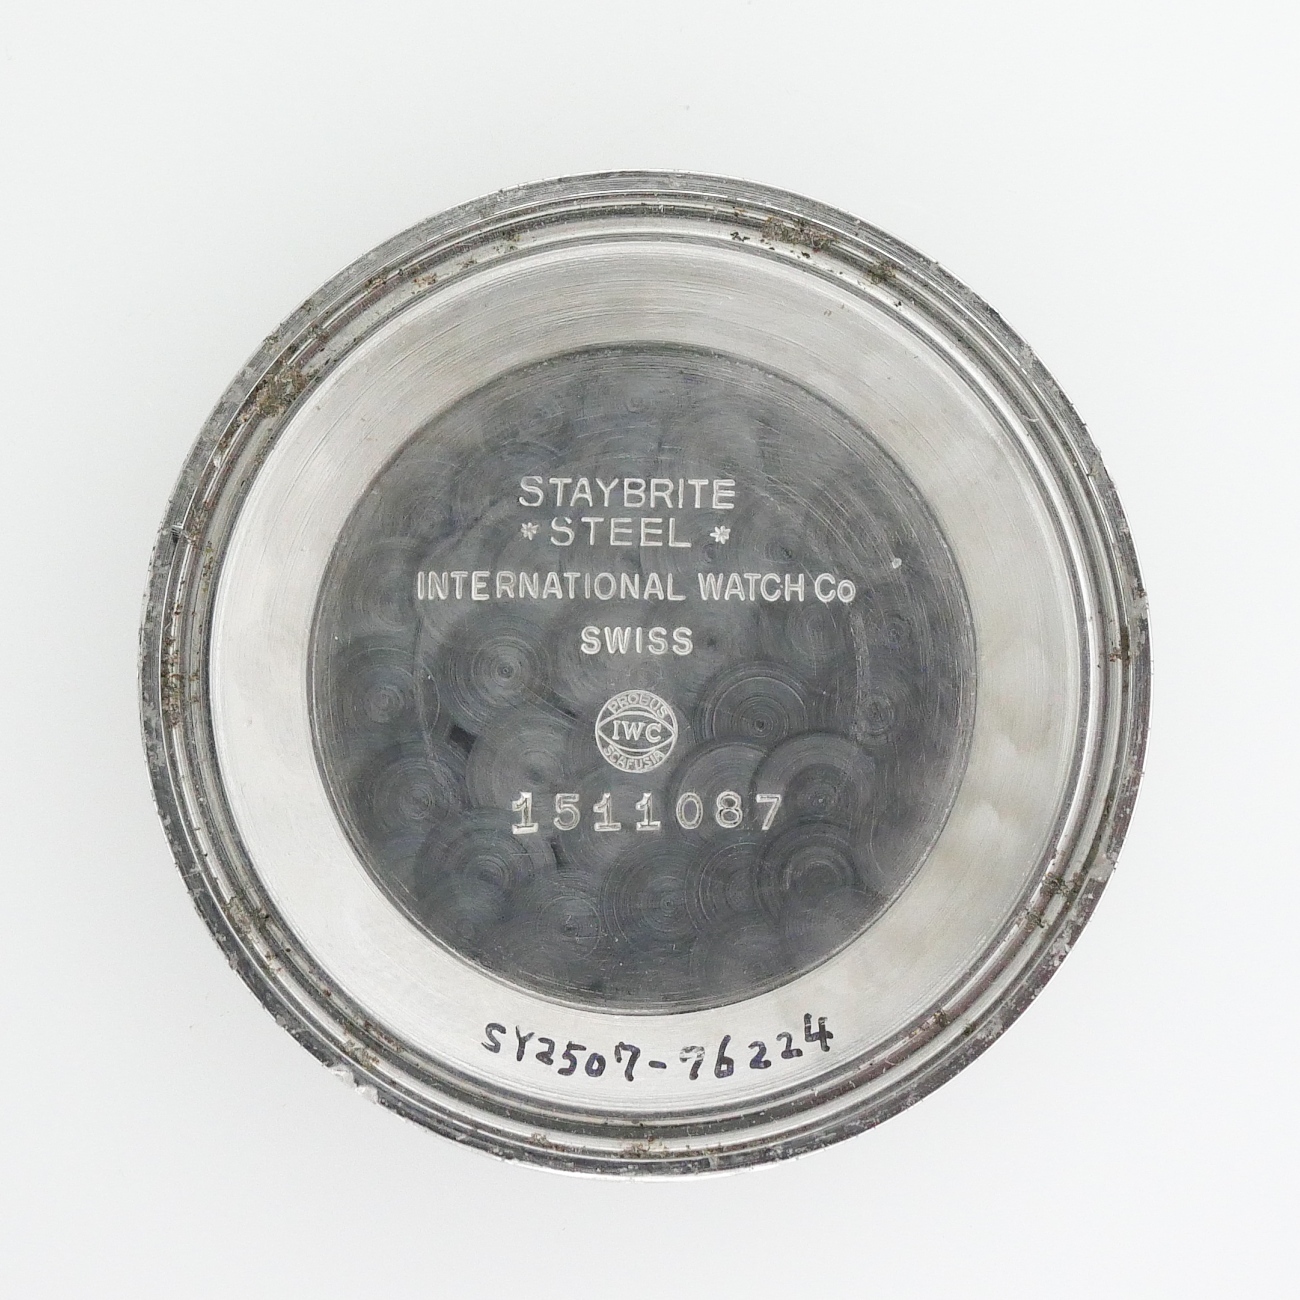 STAYBRITE
* STEEL *
INTERNATIONAL WATCH Co
SWISS
PROBUS
IWC
SCAFUSIA
1511087
SY2507-76224